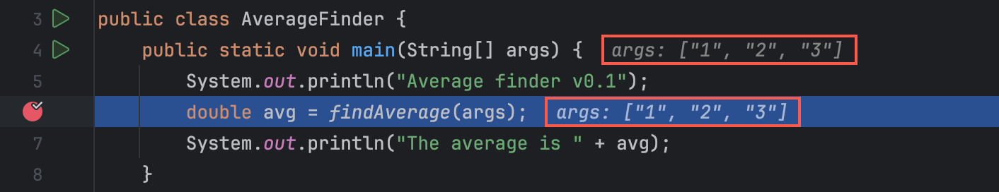 3 public class AverageFinder {
4 public static void main(String[] args) { args: ["1", "2", "3"]
5 System.out.println("Average finder v0.1");
double avg = findAverage(args); args: ["1", "2", "3"]
7 System.out.println("The average is " + avg);
8 }